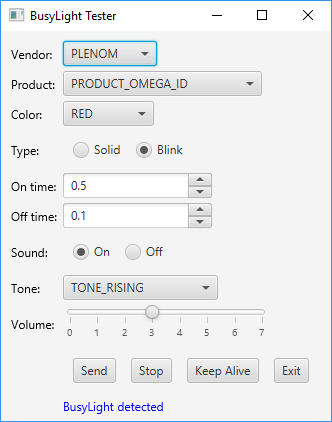 BusyLight Tester
Vendor: PLENOM
Product: PRODUCT_OMEGA_ID
Color: RED
Type: Solid Blink
On time: 0.5
Off time: 0.1
Sound: On Off
Tone: TONE_RISING
Volume:
0 1 2 3 4 5 6 7
Send Stop Keep Alive Exit
BusyLight detected